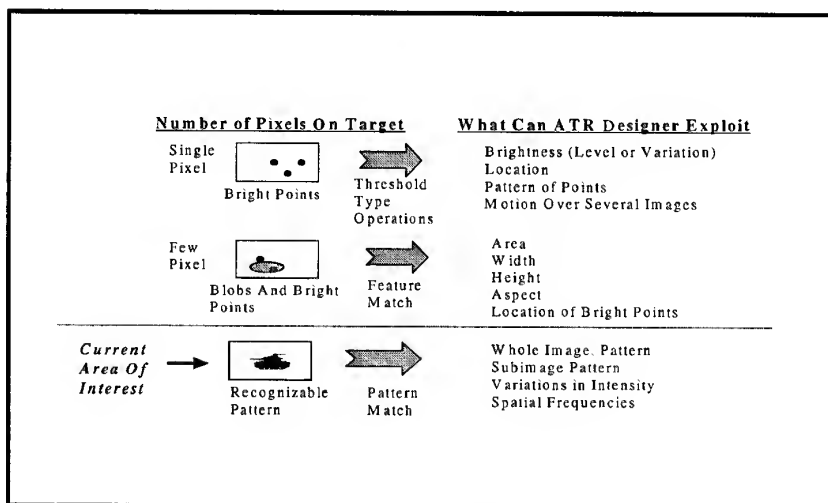 Number of Pixels On Target
What Can ATR Designer Exploit
Single
Pixel
Bright Points
Threshold
Type
Operations
Brightness (Level or Variation)
Location
Pattern of Points
Motion Over Several Images
Few
Pixel
Blobs And Bright
Points
Feature
Match
Area
Width
Height
Aspect
Location of Bright Points
Current
Area Of
Interest
Recognizable
Pattern
Pattern
Match
Whole Image. Pattern
Subimage Pattern
Variations in Intensity
Spatial Frequencies